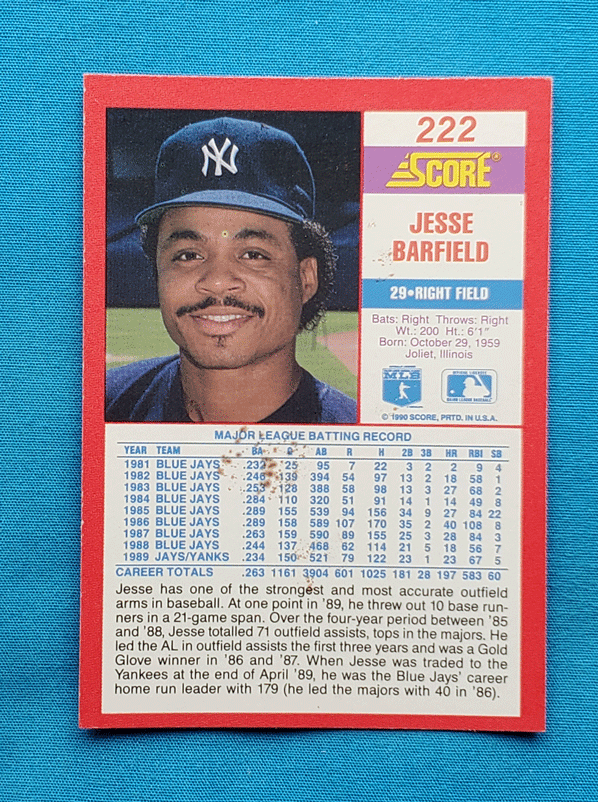 NY
222
SCORE®
JESSE
BARFIELD
29•RIGHT FIELD
Bats: Right Throws: Right
Wt.: 200 Ht.: 6'1"
Born: October 29, 1959
Joliet, Illinois
MLB
© 1990 SCORE, PRTD. IN U.S.A.
MAJOR LEAGUE BATTING RECORD
YEAR TEAM BA G AB R H 2B 3B HR RBI SB
1981 BLUE JAYS .232 25 95 7 22 3 2 2 9 4
1982 BLUE JAYS .246 139 394 54 97 13 2 18 58 1
1983 BLUE JAYS .253 128 388 58 98 13 3 27 68 2
1984 BLUE JAYS .284 110 320 51 91 14 1 14 49 8
1985 BLUE JAYS .289 155 539 94 156 34 9 27 84 22
1986 BLUE JAYS .289 158 589 107 170 35 2 40 108 8
1987 BLUE JAYS .263 159 590 89 155 25 3 28 84 3
1988 BLUE JAYS .244 137 468 62 114 21 5 18 56 7
1989 JAYS/YANKS .234 150 521 79 122 23 1 23 67 5
CAREER TOTALS .263 1161 3904 601 1025 181 28 197 583 60
Jesse has one of the strongest and most accurate outfield
arms in baseball. At one point in '89, he threw out 10 base run-
ners in a 21-game span. Over the four-year period between '85
and '88, Jesse totalled 71 outfield assists, tops in the majors. He
led the AL in outfield assists the first three years and was a Gold
Glove winner in '86 and '87. When Jesse was traded to the
Yankees at the end of April '89, he was the Blue Jays' career
home run leader with 179 (he led the majors with 40 in '86).